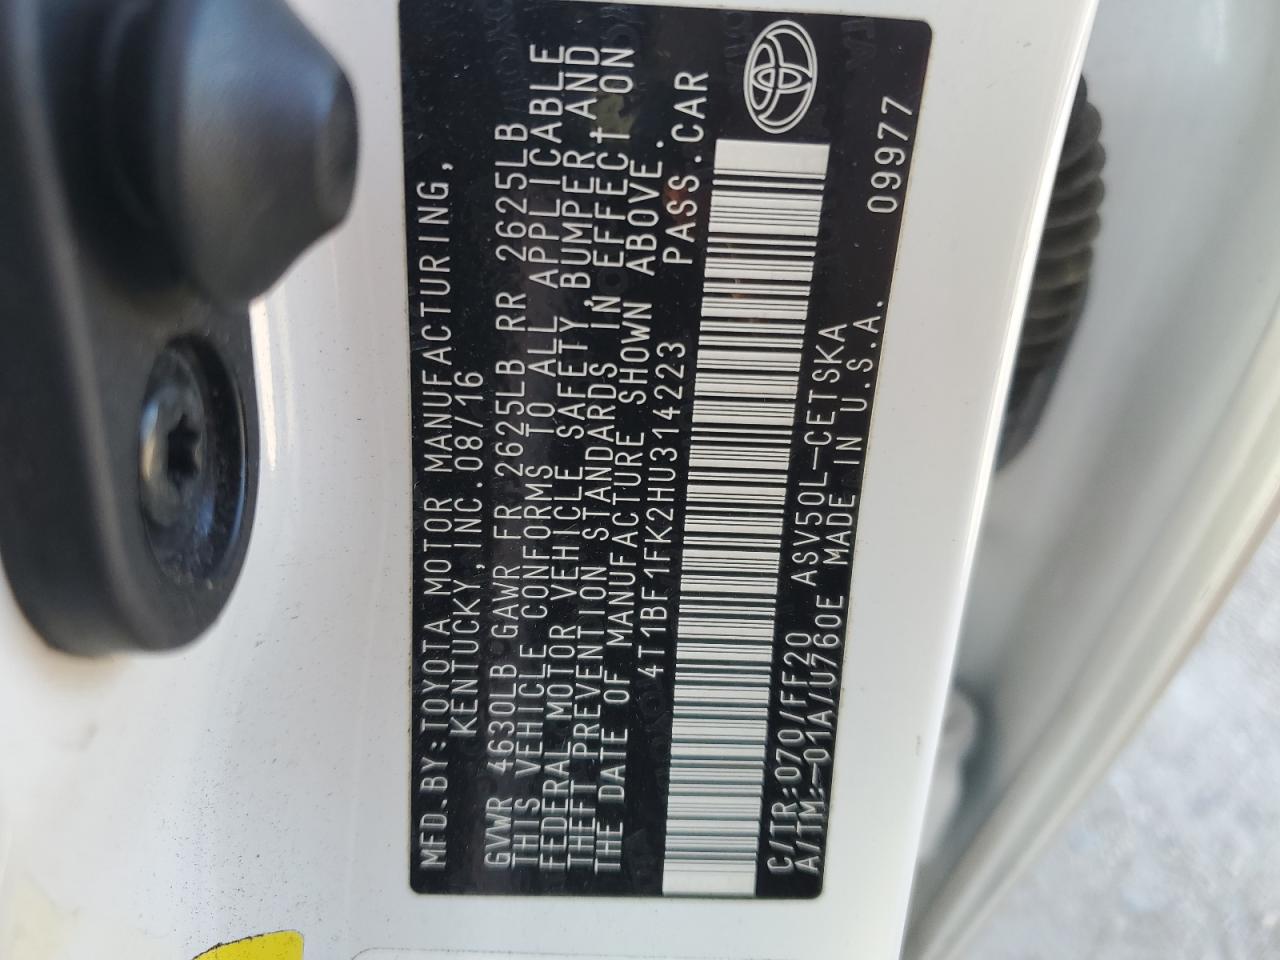 MFD.BY:TOYOTA MOTOR MANUFACTURING,
KENTUCKY,INC.08/16
GVWR 4630LB GAWR FR 2625LB RR 2625LB
THIS VEHICLE CONFORMS TO ALL APPLICABLE
FEDERAL MOTOR VEHICLE SAFETY,BUMPER,AND
THEFT PREVENTION STANDARDS IN EFFECT ON
THE DATE OF MANUFACTURE SHOWN ABOVE.
4T1BF1FK2HU314223 PASS.CAR
C/TR:070/FF20 ASV50L-CETSKA
A/TM:-01A/U760E MADE IN U.S.A.
09977